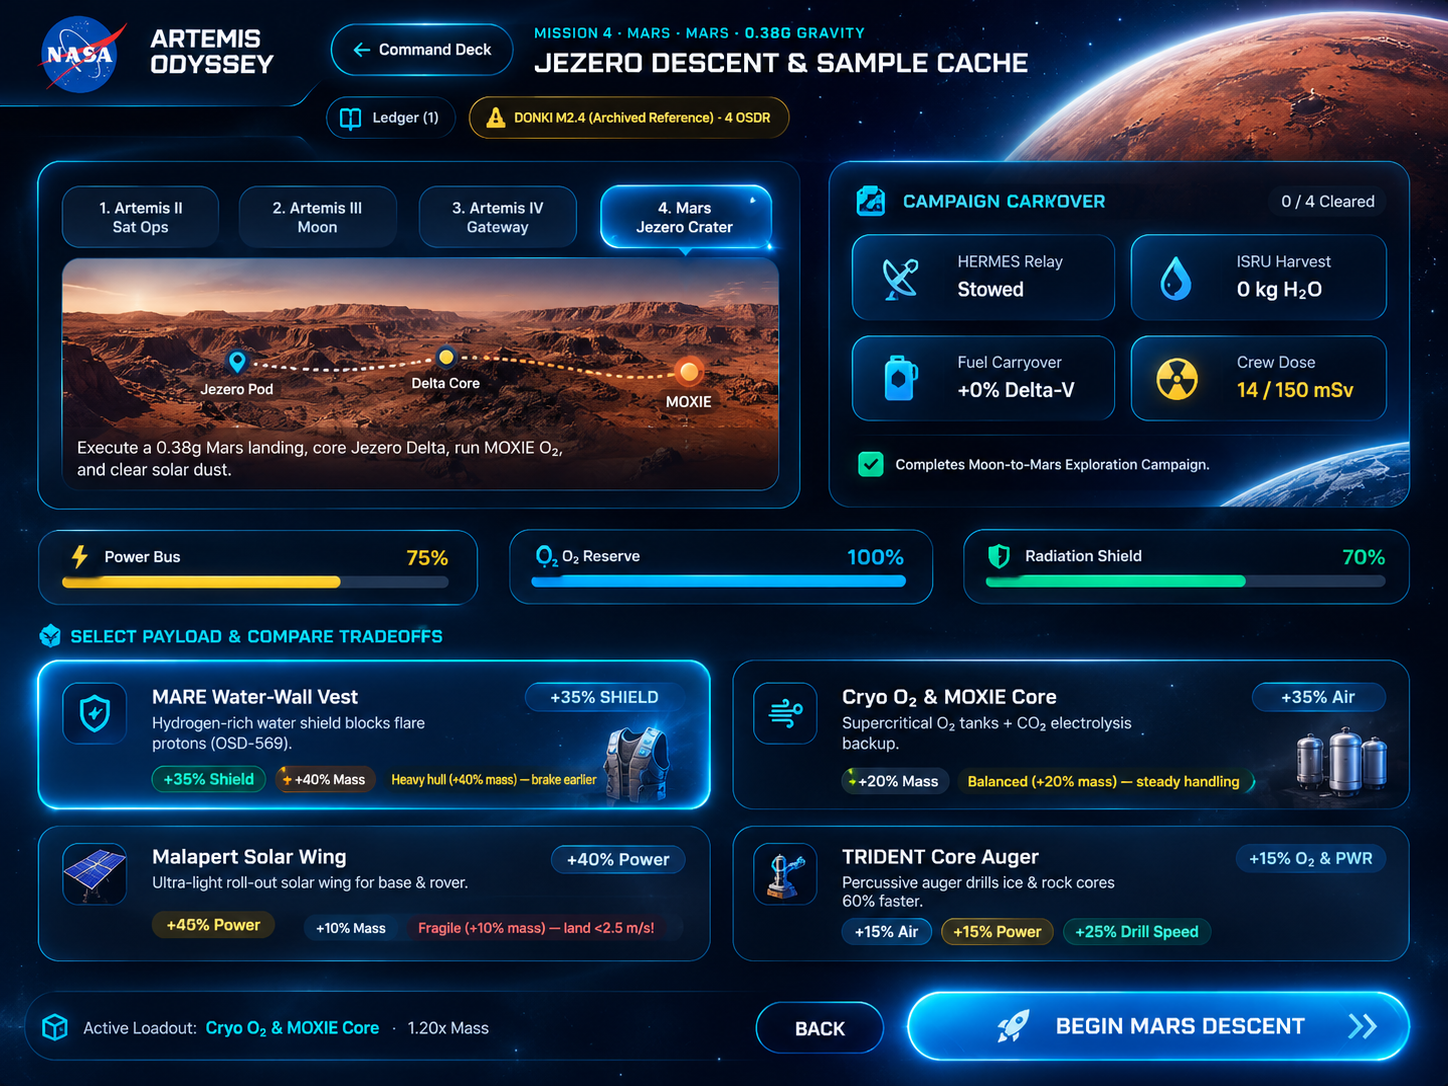 NASA
ARTEMIS
ODYSSEY
Command Deck
MISSION 4 · MARS · MARS · 0.38G GRAVITY
JEZERO DESCENT & SAMPLE CACHE
Ledger (1)
DONKI M2.4 (Archived Reference) - 4 OSDR
1. Artemis II
Sat Ops
2. Artemis III
Moon
3. Artemis IV
Gateway
4. Mars
Jezero Crater
Jezero Pod
Delta Core
MOXIE
Execute a 0.38g Mars landing, core Jezero Delta, run MOXIE O₂,
and clear solar dust.
CAMPAIGN CARKVOVER
0 / 4 Cleared
HERMES Relay
Stowed
ISRU Harvest
0 kg H₂O
Fuel Carryover
+0% Delta-V
Crew Dose
14 / 150 mSv
Completes Moon-to-Mars Exploration Campaign.
Power Bus
75%
O₂ O₂ Reserve
100%
Radiation Shield
70%
SELECT PAYLOAD & COMPARE TRADEOFFS
MARE Water-Wall Vest
+35% SHIELD
Hydrogen-rich water shield blocks flare
protons (OSD-569).
+35% Shield
+40% Mass
Heavy hull (+40% mass) — brake earlier
Cryo O₂ & MOXIE Core
+35% Air
Supercritical O₂ tanks + CO₂ electrolysis
backup.
+20% Mass
Balanced (+20% mass) — steady handling
Malapert Solar Wing
+40% Power
Ultra-light roll-out solar wing for base & rover.
+45% Power
+10% Mass
Fragile (+10% mass) — land <2.5 m/s!
TRIDENT Core Auger
+15% O₂ & PWR
Percussive auger drills ice & rock cores
60% faster.
+15% Air
+15% Power
+25% Drill Speed
Active Loadout: Cryo O₂ & MOXIE Core · 1.20x Mass
BACK
BEGIN MARS DESCENT